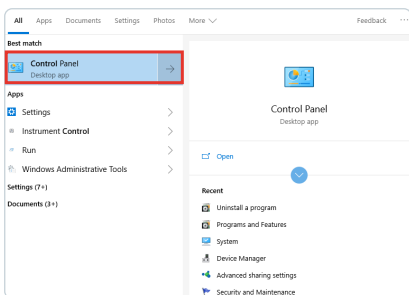 All Apps Documents Settings Photos More Feedback ...
Best match
Control Panel
Desktop app
Apps
Settings
Instrument Control
Run
Windows Administrative Tools
Settings (7+)
Documents (3+)
Control Panel
Desktop app
Open
Recent
Uninstall a program
Programs and Features
System
Device Manager
Advanced sharing settings
Security and Maintenance